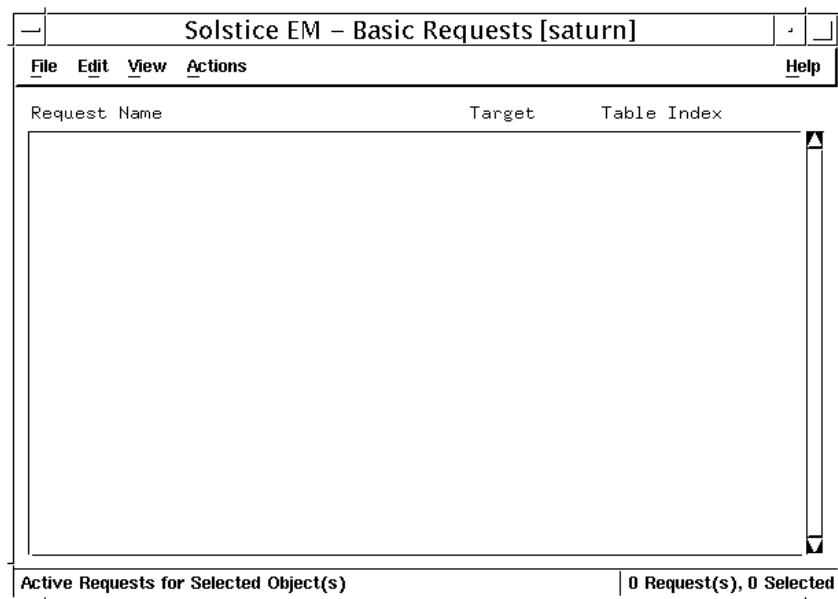 Solstice EM – Basic Requests [saturn]
File Edit View Actions Help
Request Name Target Table Index
Active Requests for Selected Object(s) 0 Request(s), 0 Selected